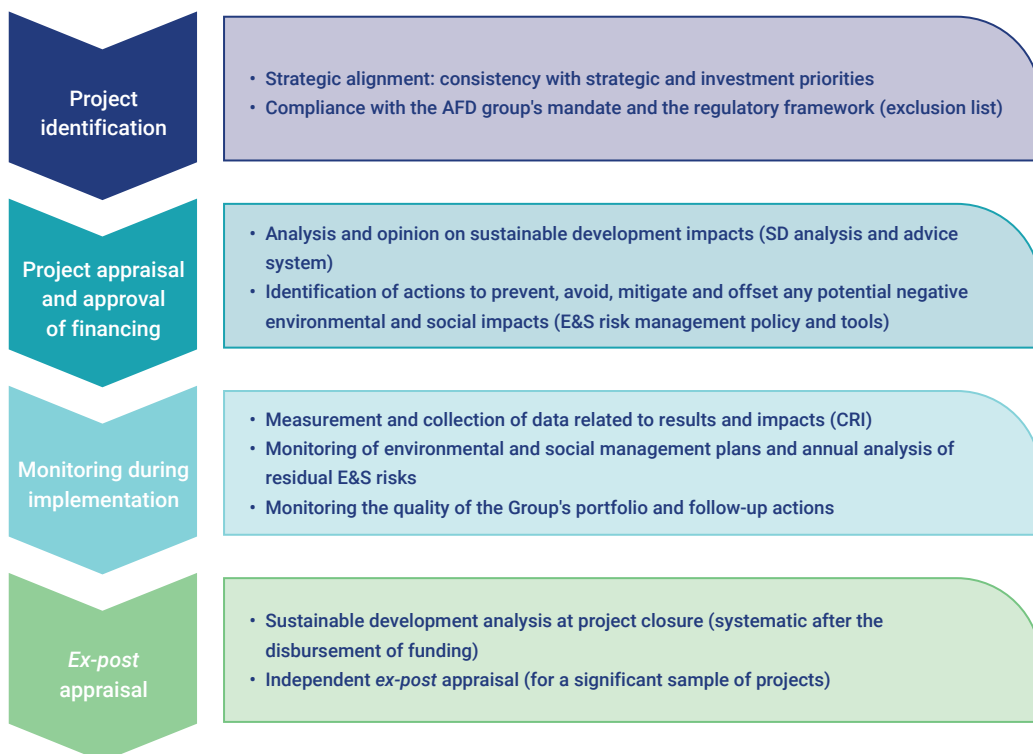 Project
identification
• Strategic alignment: consistency with strategic and investment priorities
• Compliance with the AFD group's mandate and the regulatory framework (exclusion list)
Project appraisal
and approval
of financing
• Analysis and opinion on sustainable development impacts (SD analysis and advice
system)
• Identification of actions to prevent, avoid, mitigate and offset any potential negative
environmental and social impacts (E&S risk management policy and tools)
Monitoring during
implementation
• Measurement and collection of data related to results and impacts (CRI)
• Monitoring of environmental and social management plans and annual analysis of
residual E&S risks
• Monitoring the quality of the Group's portfolio and follow-up actions
Ex-post
appraisal
• Sustainable development analysis at project closure (systematic after the
disbursement of funding)
• Independent ex-post appraisal (for a significant sample of projects)